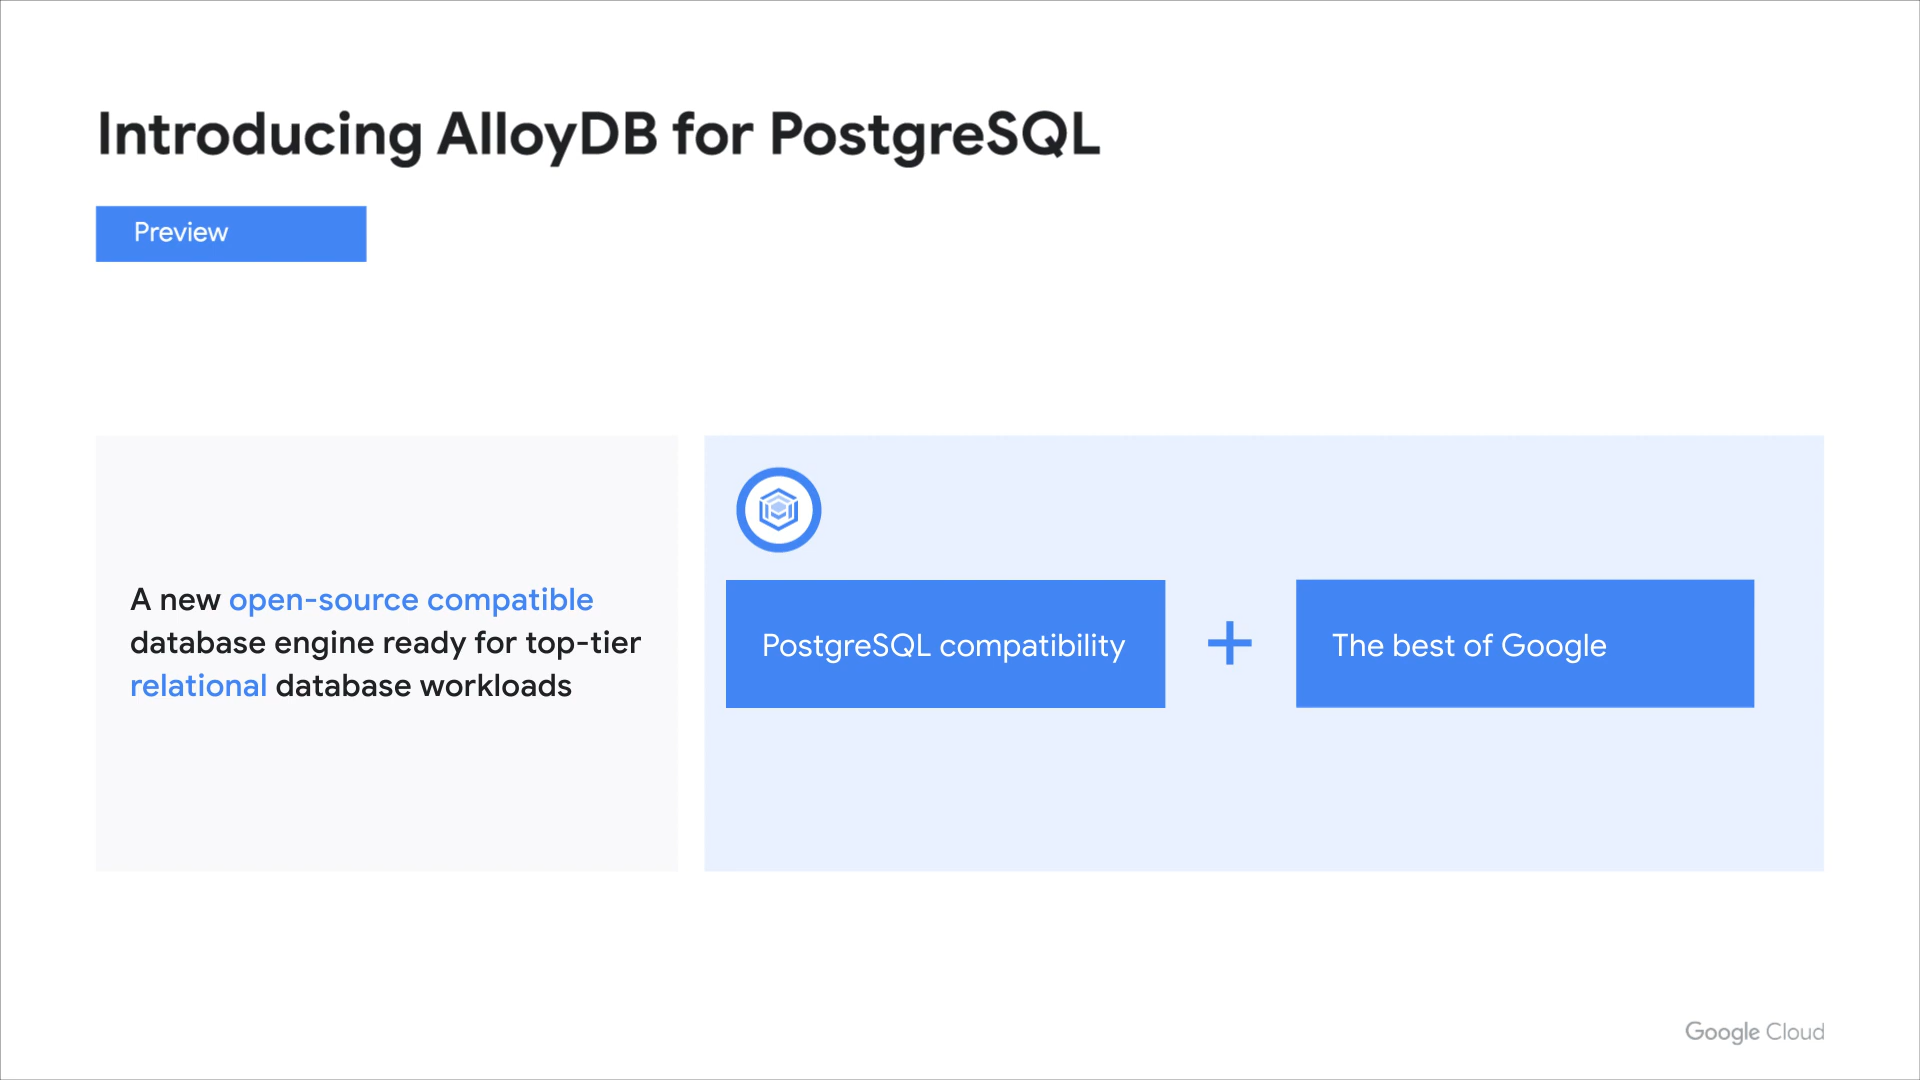 Introducing AlloyDB for PostgreSQL
Preview
A new open-source compatible
database engine ready for top-tier
relational database workloads
PostgreSQL compatibility
+
The best of Google
Google Cloud